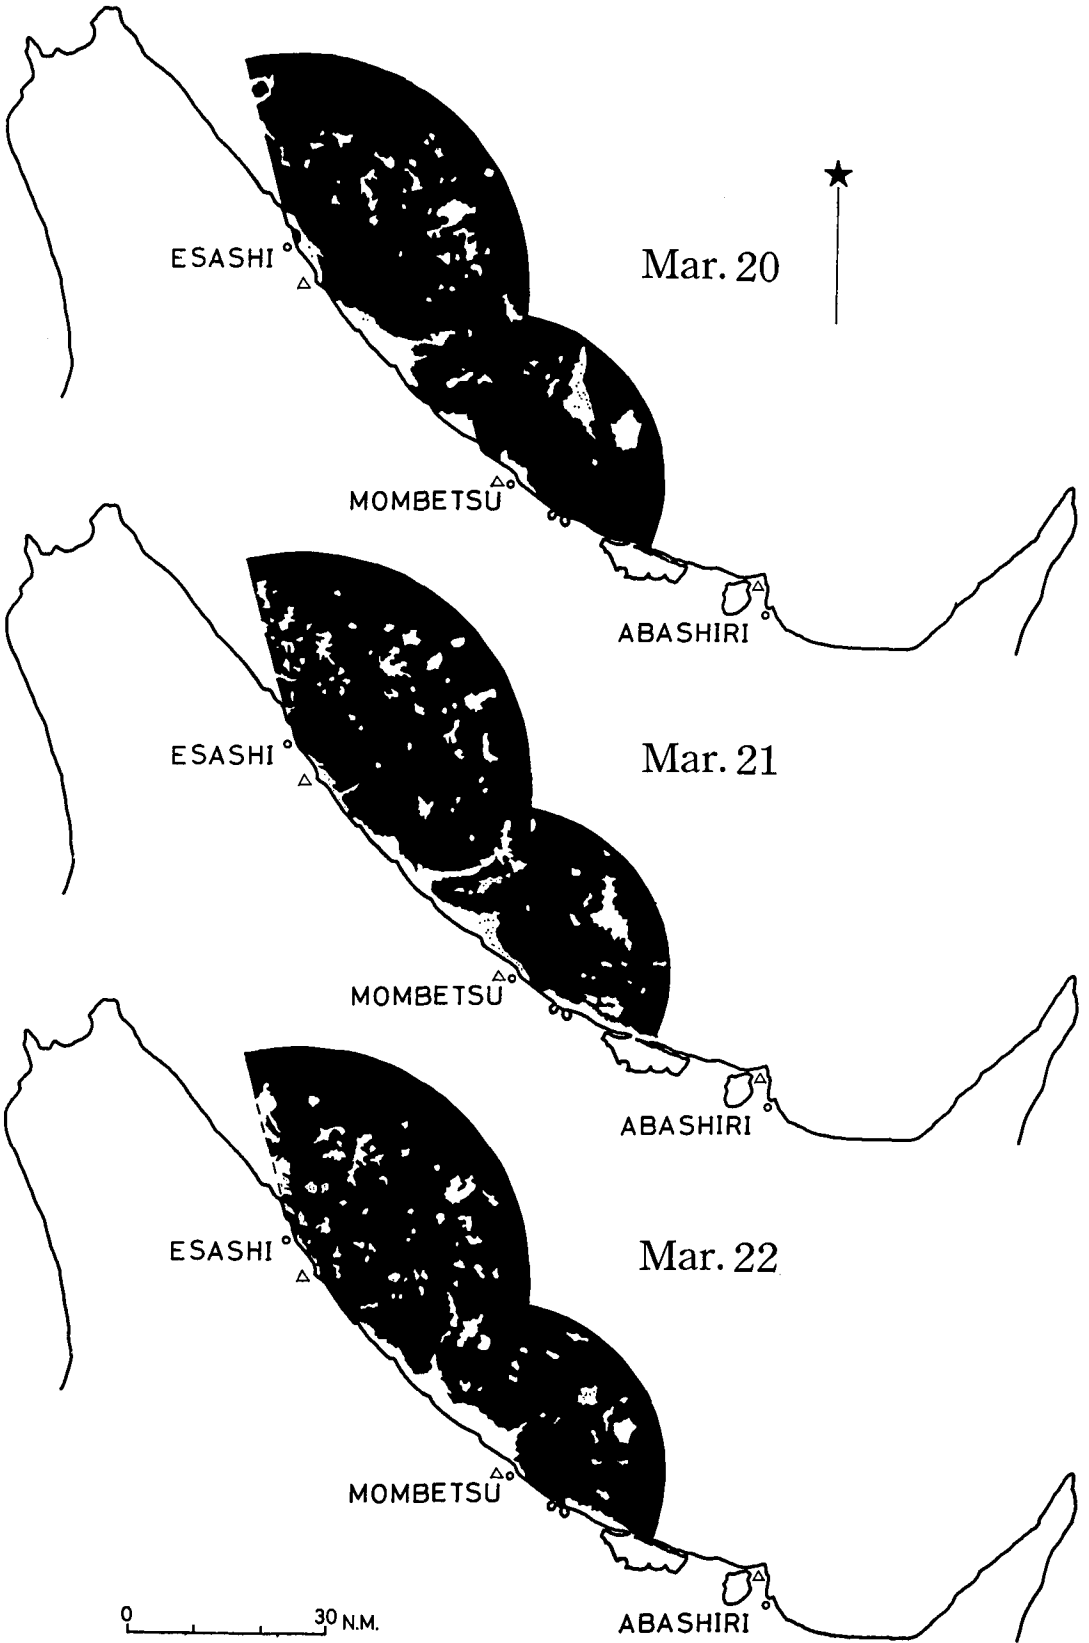 ESASHI
Mar. 20
MOMBETSU
ABASHIRI
ESASHI
Mar. 21
MOMBETSU
ABASHIRI
ESASHI
Mar. 22
MOMBETSU
0 30 N.M.
ABASHIRI